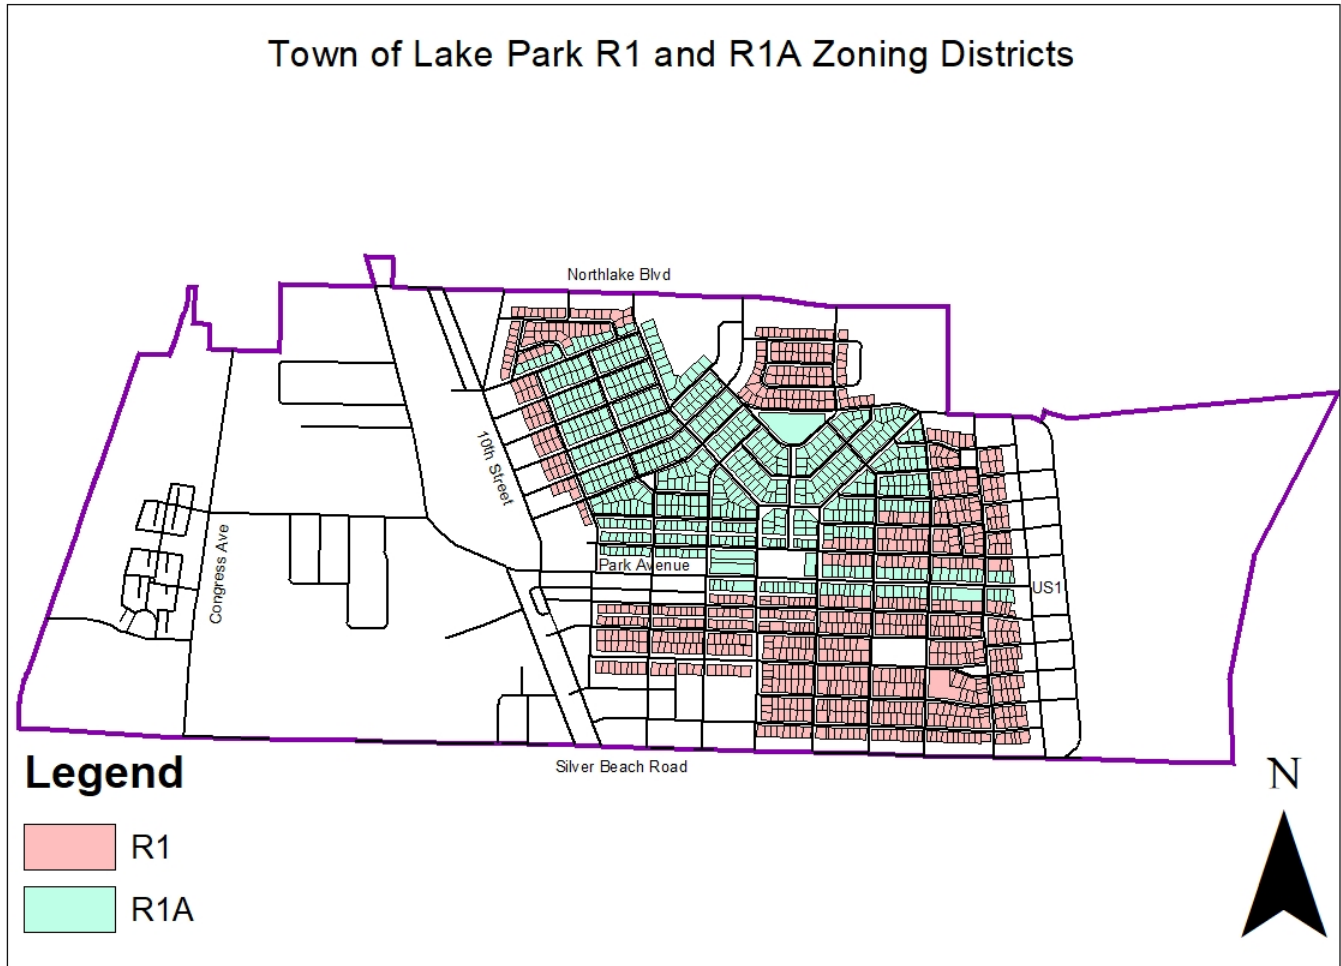 Town of Lake Park R1 and R1A Zoning Districts
Northlake Blvd
10th Street
Congress Ave
Park Avenue
US1
Silver Beach Road
Legend
R1
R1A
N